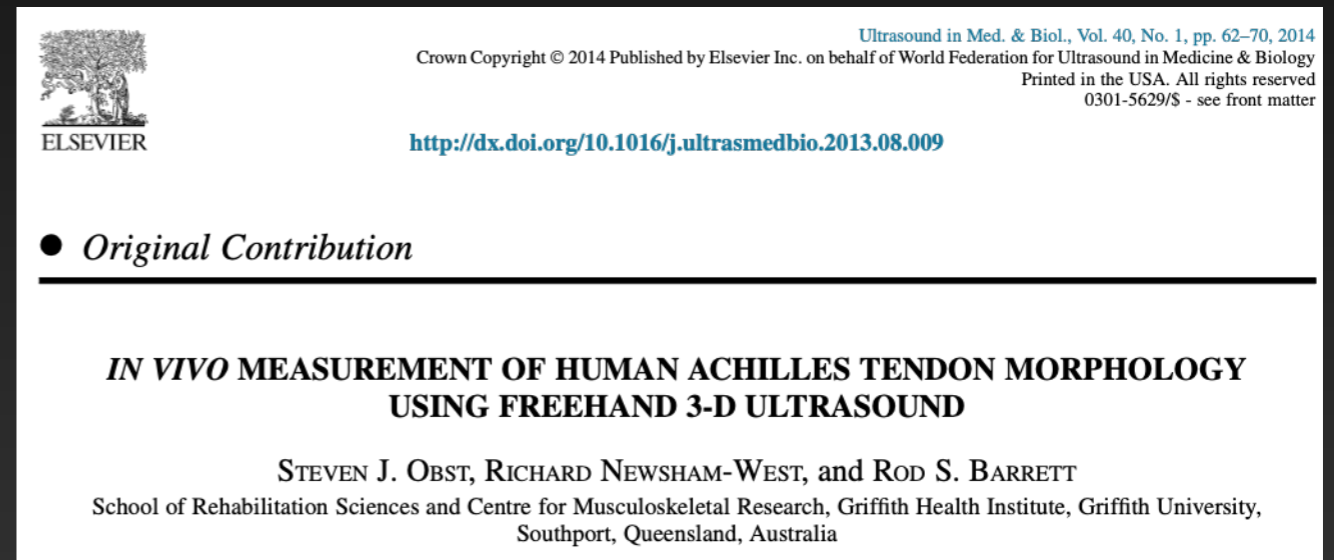 Ultrasound in Med. & Biol., Vol. 40, No. 1, pp. 62–70, 2014
Crown Copyright © 2014 Published by Elsevier Inc. on behalf of World Federation for Ultrasound in Medicine & Biology
Printed in the USA. All rights reserved
0301-5629/$ - see front matter
ELSEVIER
http://dx.doi.org/10.1016/j.ultrasmedbio.2013.08.009
● Original Contribution
IN VIVO MEASUREMENT OF HUMAN ACHILLES TENDON MORPHOLOGY
USING FREEHAND 3-D ULTRASOUND
STEVEN J. OBST, RICHARD NEWSHAM-WEST, and ROD S. BARRETT
School of Rehabilitation Sciences and Centre for Musculoskeletal Research, Griffith Health Institute, Griffith University,
Southport, Queensland, Australia